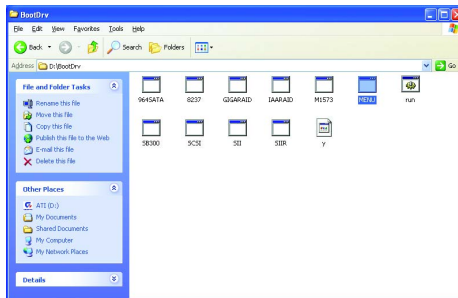 BootDrv
File Edit View Favorites Tools Help
Back Search Folders
Address D:\BootDrv Go
File and Folder Tasks
Rename this file
Move this file
Copy this file
Publish this file to the Web
E-mail this file
Print this file
Delete this file
Other Places
ATI (D:)
My Documents
Shared Documents
My Computer
My Network Places
Details
964SATA 8237 GIGARAID IAARAID M1573 MENU run
SB300 SCSI SII SIIR y